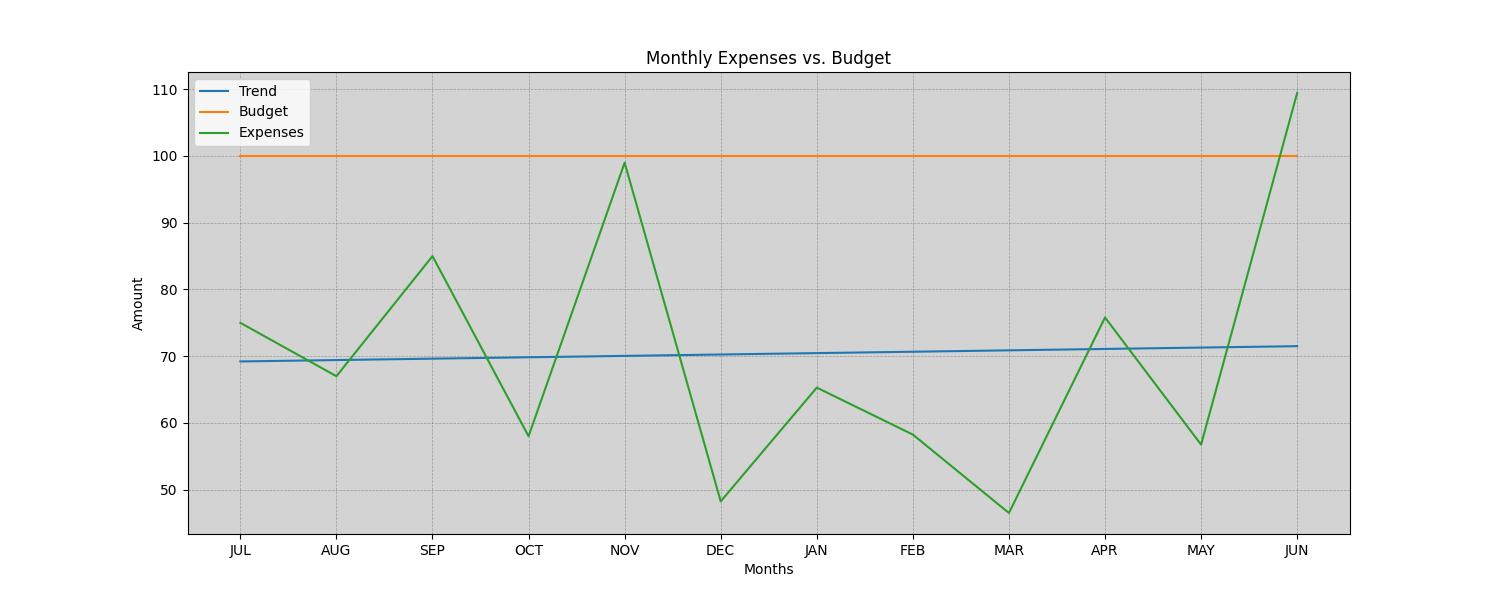 Monthly Expenses vs. Budget
Trend
Budget
Expenses
110
100
90
80
70
60
50
Amount
JUL AUG SEP OCT NOV DEC JAN FEB MAR APR MAY JUN
Months